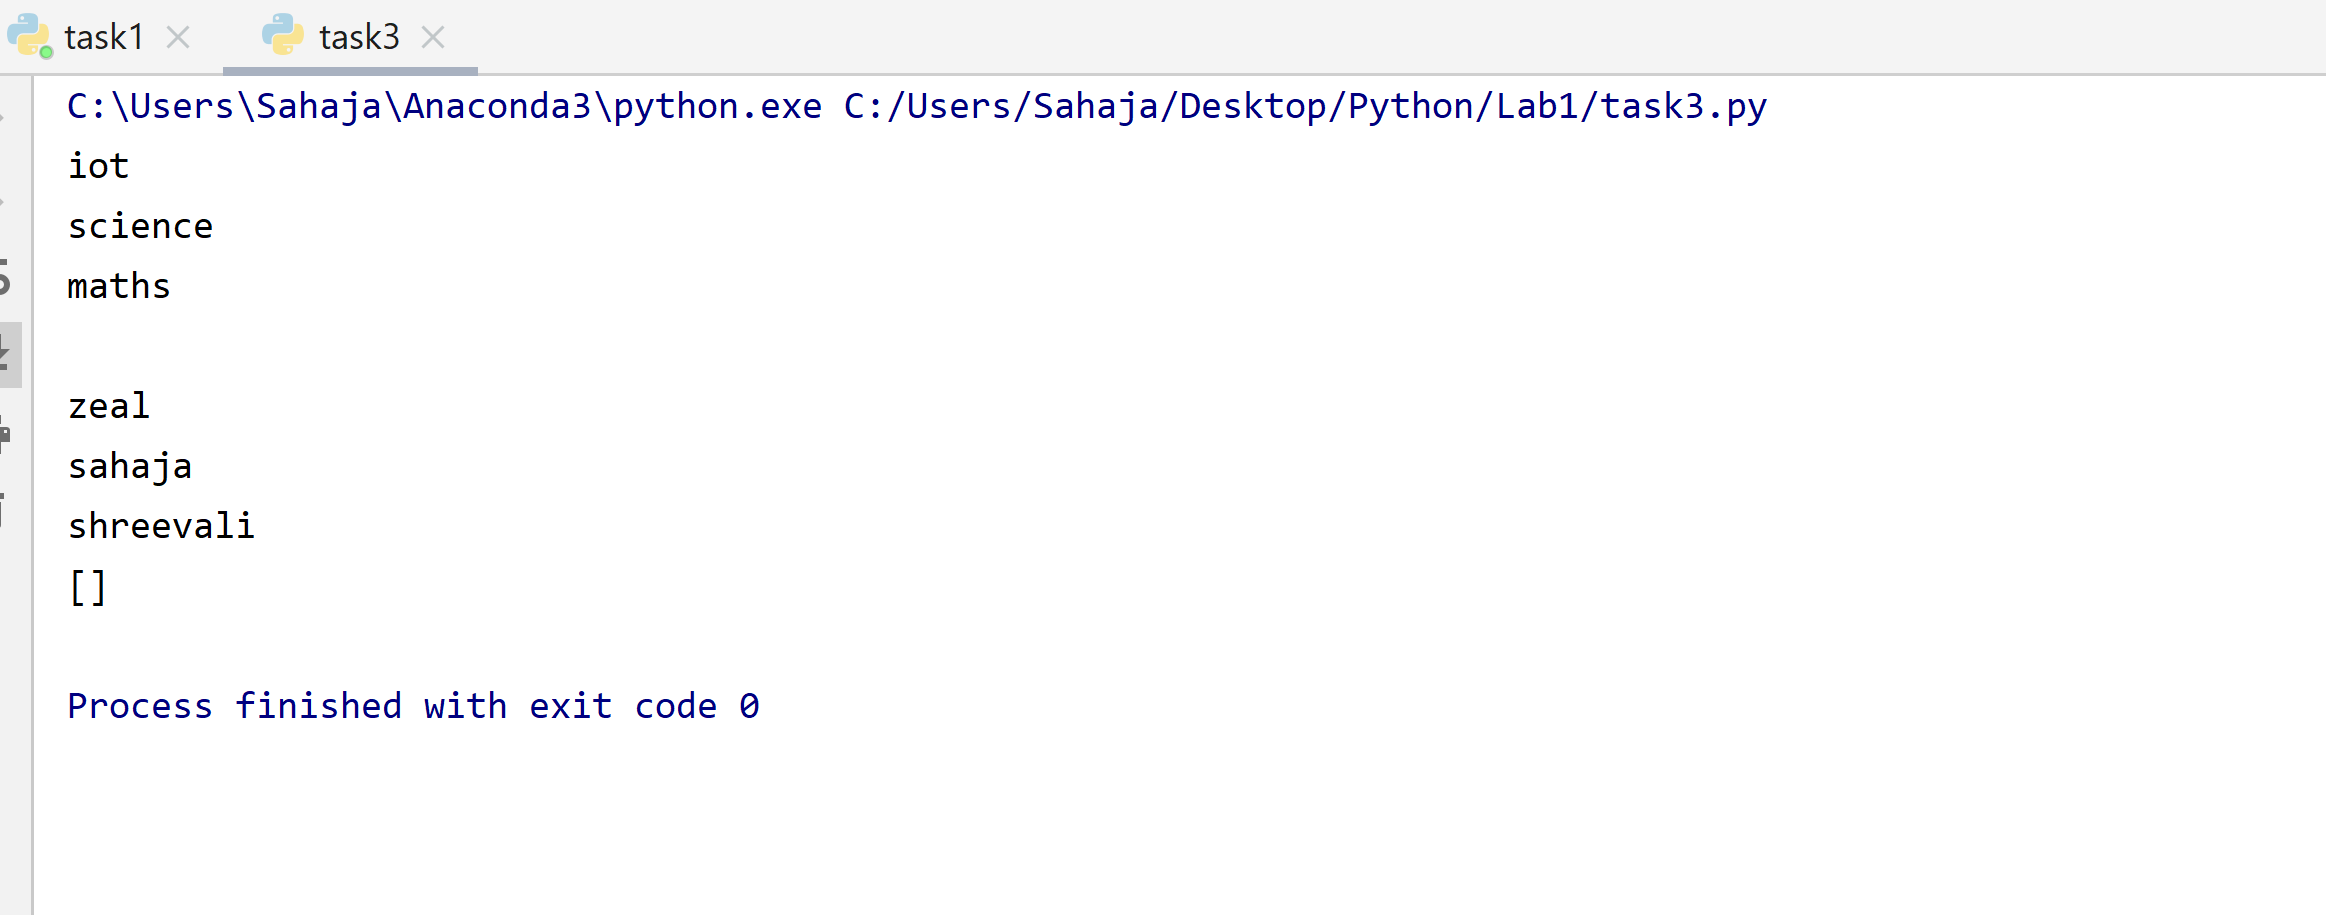 task1 task3
C:\Users\Sahaja\Anaconda3\python.exe C:/Users/Sahaja/Desktop/Python/Lab1/task3.py
iot
science
maths
zeal
sahaja
shreevali
[]
Process finished with exit code 0